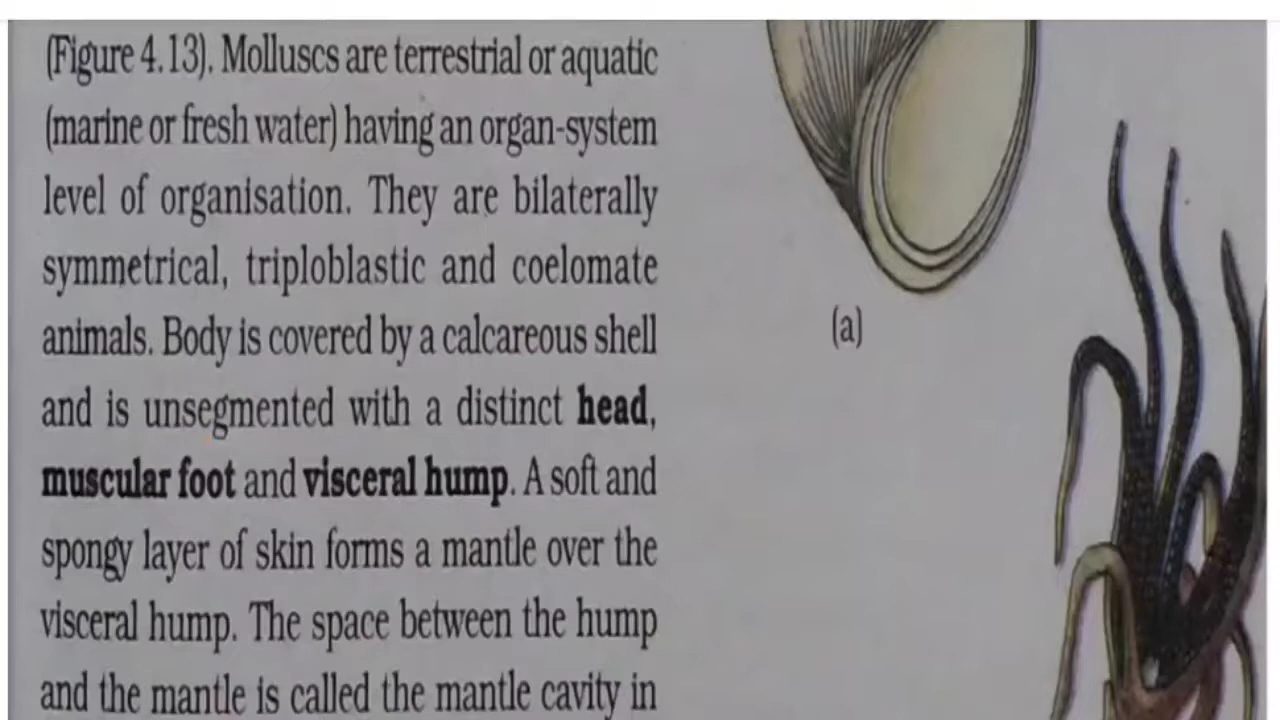 (Figure 4.13). Molluscs are terrestrial or aquatic
(marine or fresh water) having an organ-system
level of organisation. They are bilaterally
symmetrical, triploblastic and coelomate
animals. Body is covered by a calcareous shell
and is unsegmented with a distinct head,
muscular foot and visceral hump. A soft and
spongy layer of skin forms a mantle over the
visceral hump. The space between the hump
and the mantle is called the mantle cavity in
(a)